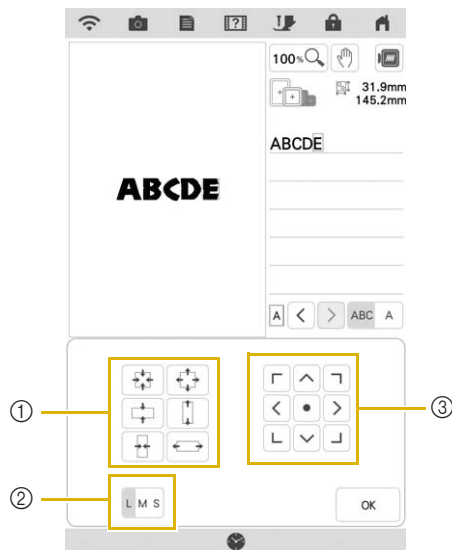 100%
31.9mm
145.2mm
ABCDE
ABCDE
A ABC A
①
③
②
L M S
OK